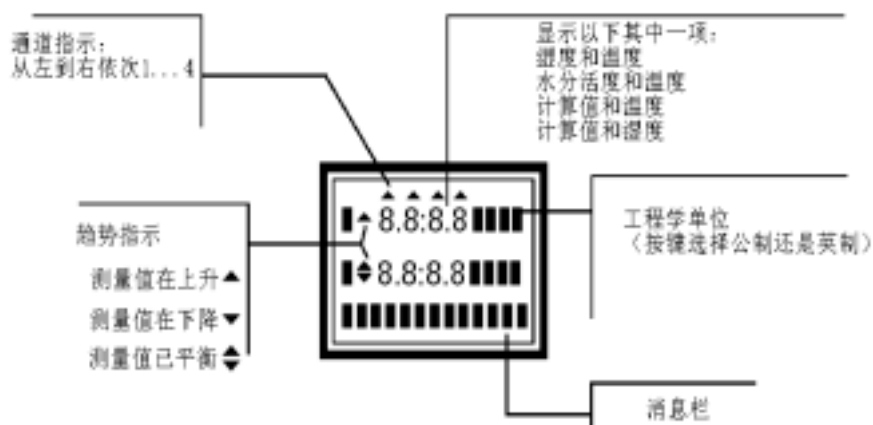 通道指示：
从左到右依次1...4
显示以下其中一项：
湿度和温度
水分活度和温度
计算值和温度
计算值和湿度
8.8:8.8
8.8:8.8
趋势指示
测量值在上升▲
测量值在下降▼
测量值已平衡◆
工程学单位
（按键选择公制还是英制）
消息栏